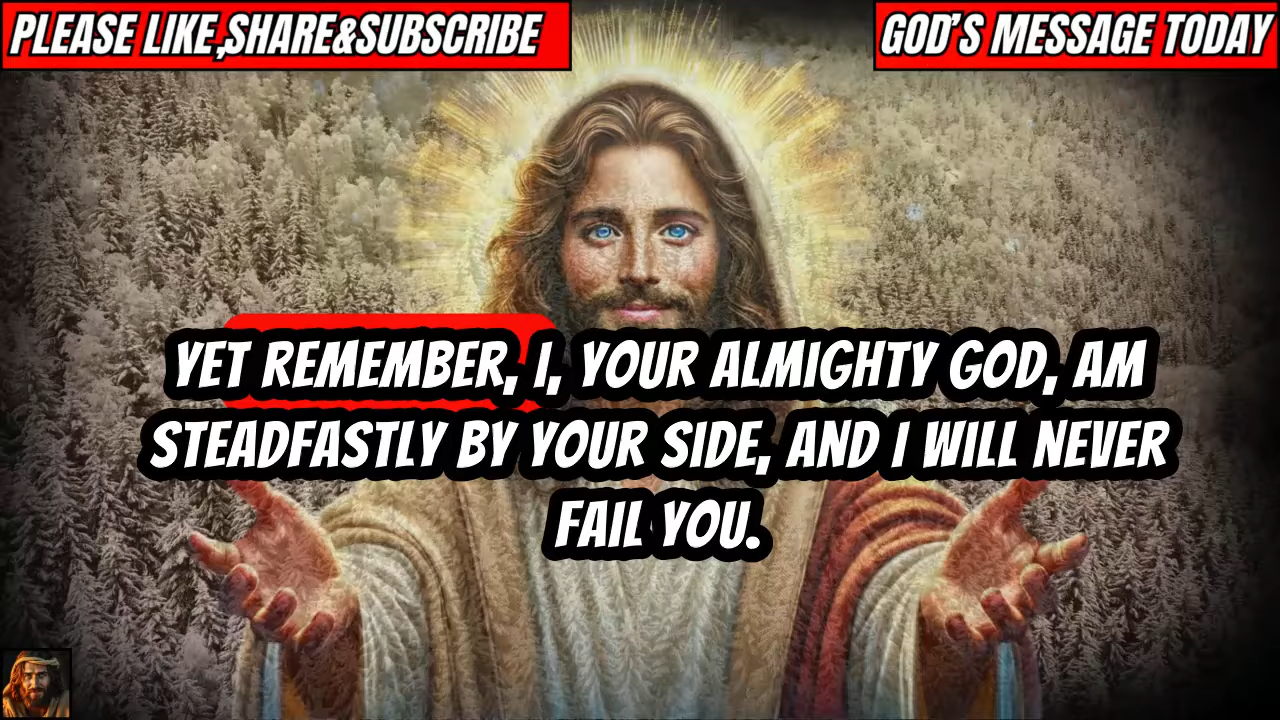 PLEASE LIKE,SHARE&SUBSCRIBE
GOD'S MESSAGE TODAY
YET REMEMBER, I, YOUR ALMIGHTY GOD, AM
STEADFASTLY BY YOUR SIDE, AND I WILL NEVER
FAIL YOU.